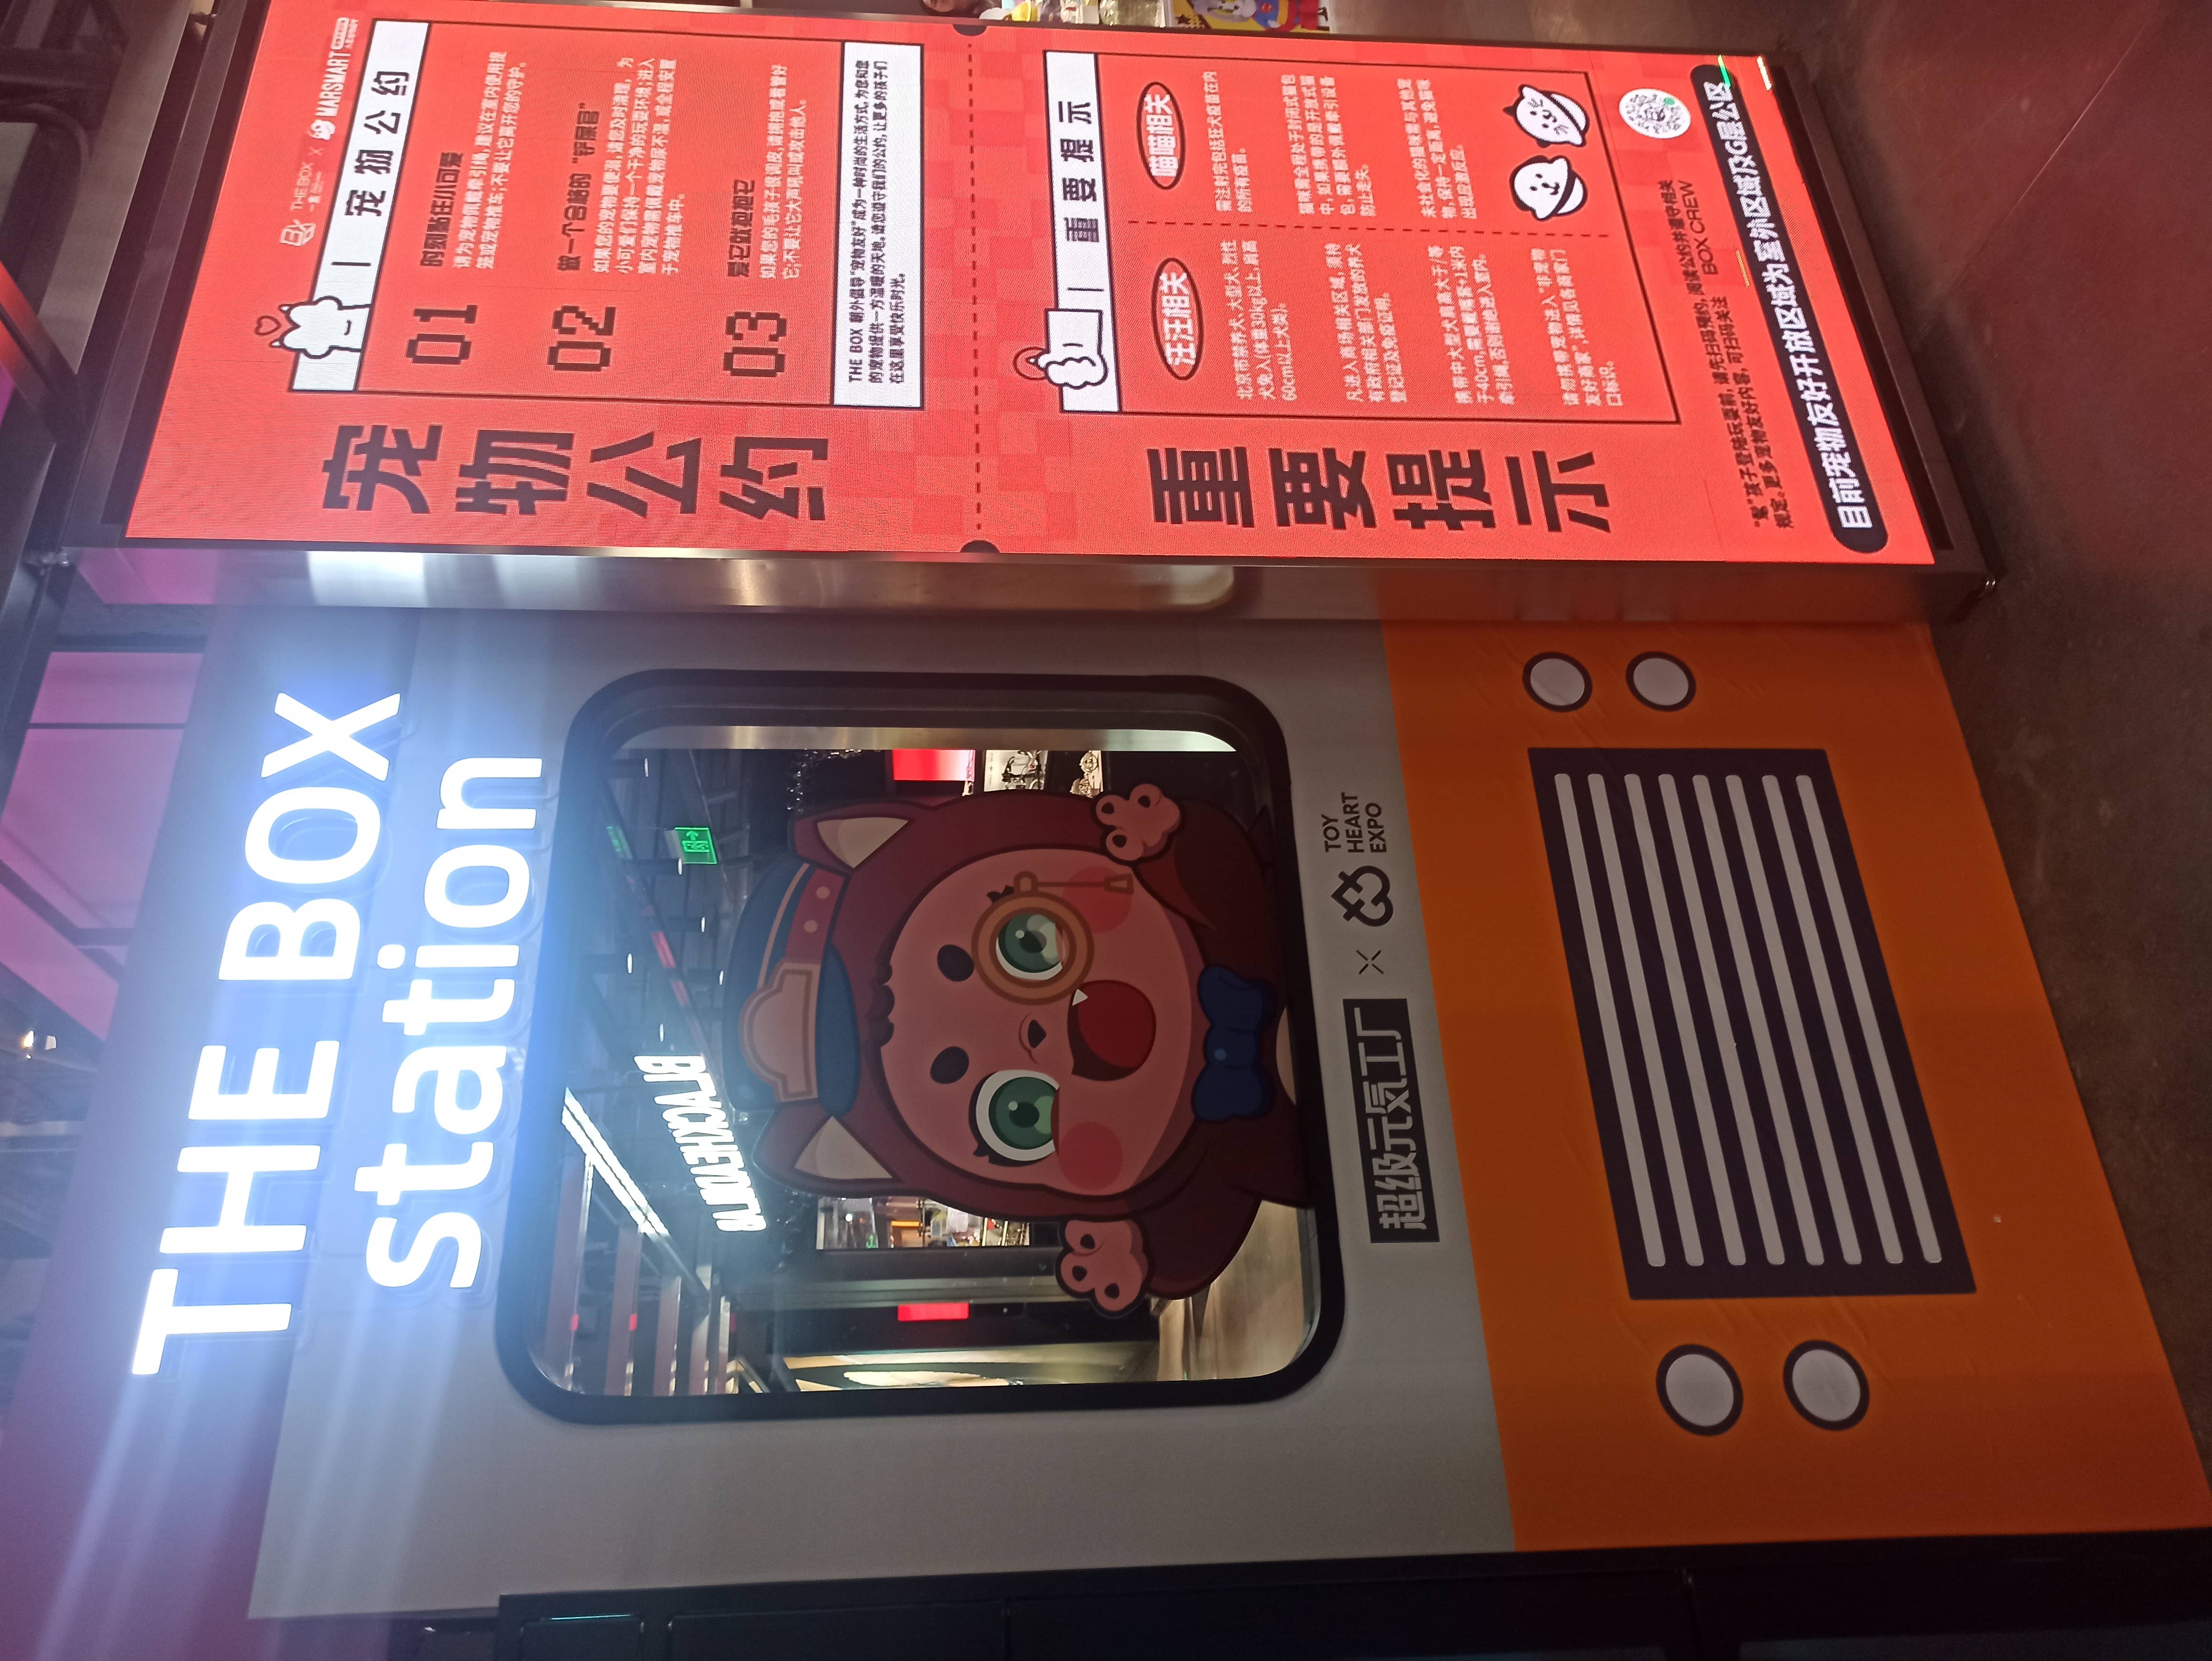 THE BOX
station
BLACKHEADLAB
超级元気工厂
TOY
HEART
EXPO
宠物公约
THE BOX
X
MARSMART
宠物公约
01
时刻黏住小可爱
请为宠物佩戴牵引绳,建议在室内使用提
笼或宠物推车;不要让它离开您的守护。
02
做一个合格的“铲屎官”
如果您的宠物要便溺,请您及时清理,为
小可爱们保持一个干净的玩耍环境;进入
室内宠物需佩戴宠物尿不湿,或全程安置
于宠物推车中。
03
爱它就抱抱它
如果您的毛孩子很调皮,请拥抱或看管好
它;不要让它大声吼叫或攻击他人。
THE BOX 朝外倡导“宠物友好”成为一种时尚的生活方式,为您和您
的宠物提供一方温暖的天地。请您遵守我们的公约,让更多的孩子们
在这里享受快乐时光。
重要提示
重要提示
汪汪相关
北京市禁养犬、大型犬、烈性
犬免入(体重30kg以上,肩高
60cm以上犬类)。
凡进入商场相关区域,须持
有政府相关部门发放的养犬
登记证及免疫证明。
携带中大型犬肩高大于/等
于40cm,需要戴嘴套+1米内
牵引绳,否则谢绝进入室内。
请勿携带宠物进入“非宠物
友好商家”,详情见各商家门
口标识。
喵喵相关
需注射完包括狂犬疫苗在内
的所有疫苗。
猫咪需全程处于封闭式猫包
中,如果携带的是开放式猫
包,需要额外佩戴牵引设备
防止走失。
未社会化的猫咪需与其他宠
物,保持一定距离,避免猫咪
出现应激反应。
“髦”孩子登陆玩耍前,请先扫码预约,阅读公约并遵守相关
规定。更多宠物友好内容,可扫码关注 BOX CREW
目前宠物友好开放区域为室外区域及G层公区